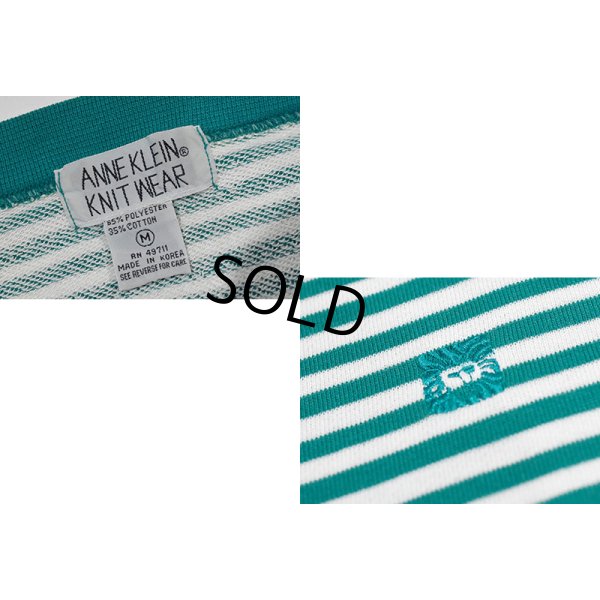 ANNE KLEIN®
KNIT WEAR
65% POLYESTER
35% COTTON
M
RN 49711
MADE IN KOREA
SEE REVERSE FOR CARE
SOLD